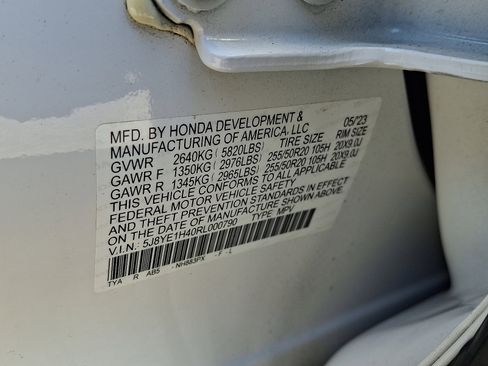 MFD. BY HONDA DEVELOPMENT & 05/23
MANUFACTURING OF AMERICA, LLC
GVWR 2640KG ( 5820LBS) TIRE SIZE RIM SIZE
GAWR F 1350KG ( 2976LBS) 255/50R20 105H 20X9.0J
GAWR R 1345KG ( 2965LBS) 255/50R20 105H 20X9.0J
THIS VEHICLE CONFORMS TO ALL APPLICABLE
FEDERAL MOTOR VEHICLE SAFETY
AND THEFT PREVENTION STANDARDS IN EFFECT
ON THE DATE OF MANUFACTURE SHOWN ABOVE.
V.I.N.: 5J8YE1H40RL000790 TYPE: MPV
TYA R AB5 - NH883PX - F - L